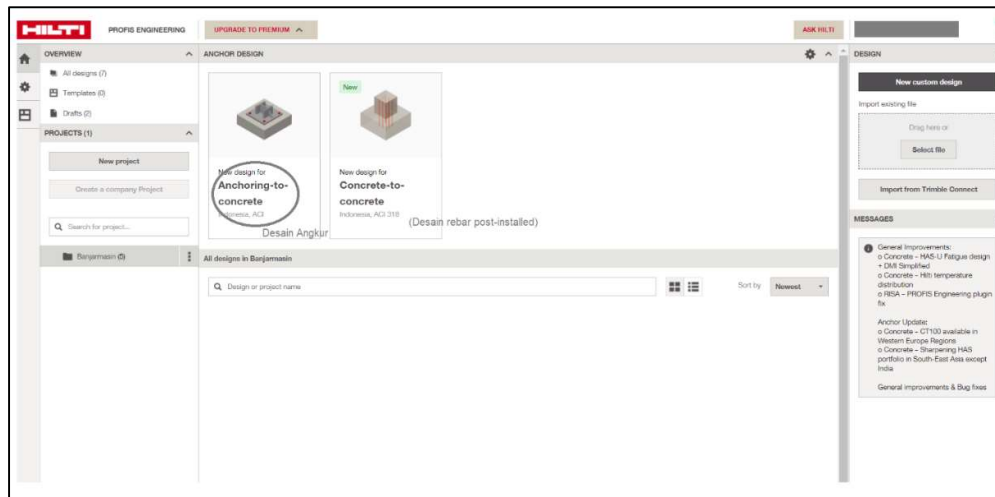 HILTI
PROFIS ENGINEERING
UPGRADE TO PREMIUM
ASK HILTI
OVERVIEW
All designs (7)
Templates (0)
Drafts (2)
PROJECTS (1)
New project
Create a company Project
Search for project...
Banjarmasin (5)
ANCHOR DESIGN
New design for
Anchoring-to-
concrete
Indonesia, ACI
Desain Angkur
New
New design for
Concrete-to-
concrete
Indonesia, ACI 318
(Desain rebar post-installed)
All designs in Banjarmasin
Design or project name
Sort by
Newest
DESIGN
New custom design
Import existing file
Drag here or
Select file
Import from Trimble Connect
MESSAGES
General Improvements:
o Concrete – HAS-U Fatigue design
+ DMI Simplified
o Concrete – Hilti temperature
distribution
o RISA – PROFIS Engineering plugin
fix
Anchor Update:
o Concrete – CT100 available in
Western Europe Regions
o Concrete – Sharpening HAS
portfolio in South-East Asia except
India
General improvements & Bug fixes